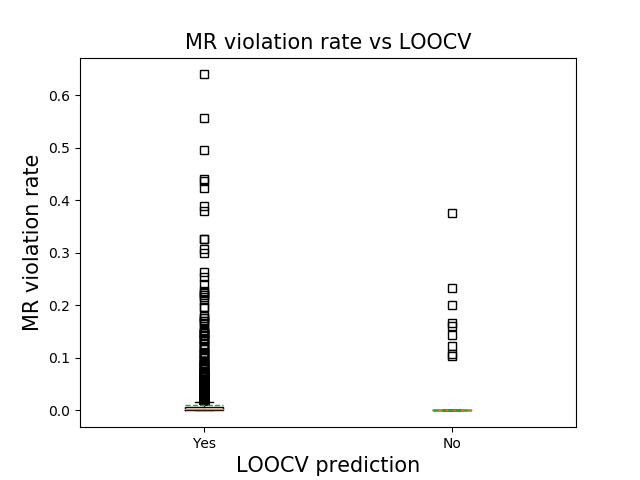 MR violation rate vs LOOCV
MR violation rate
0.6
0.5
0.4
0.3
0.2
0.1
0.0
Yes
No
LOOCV prediction